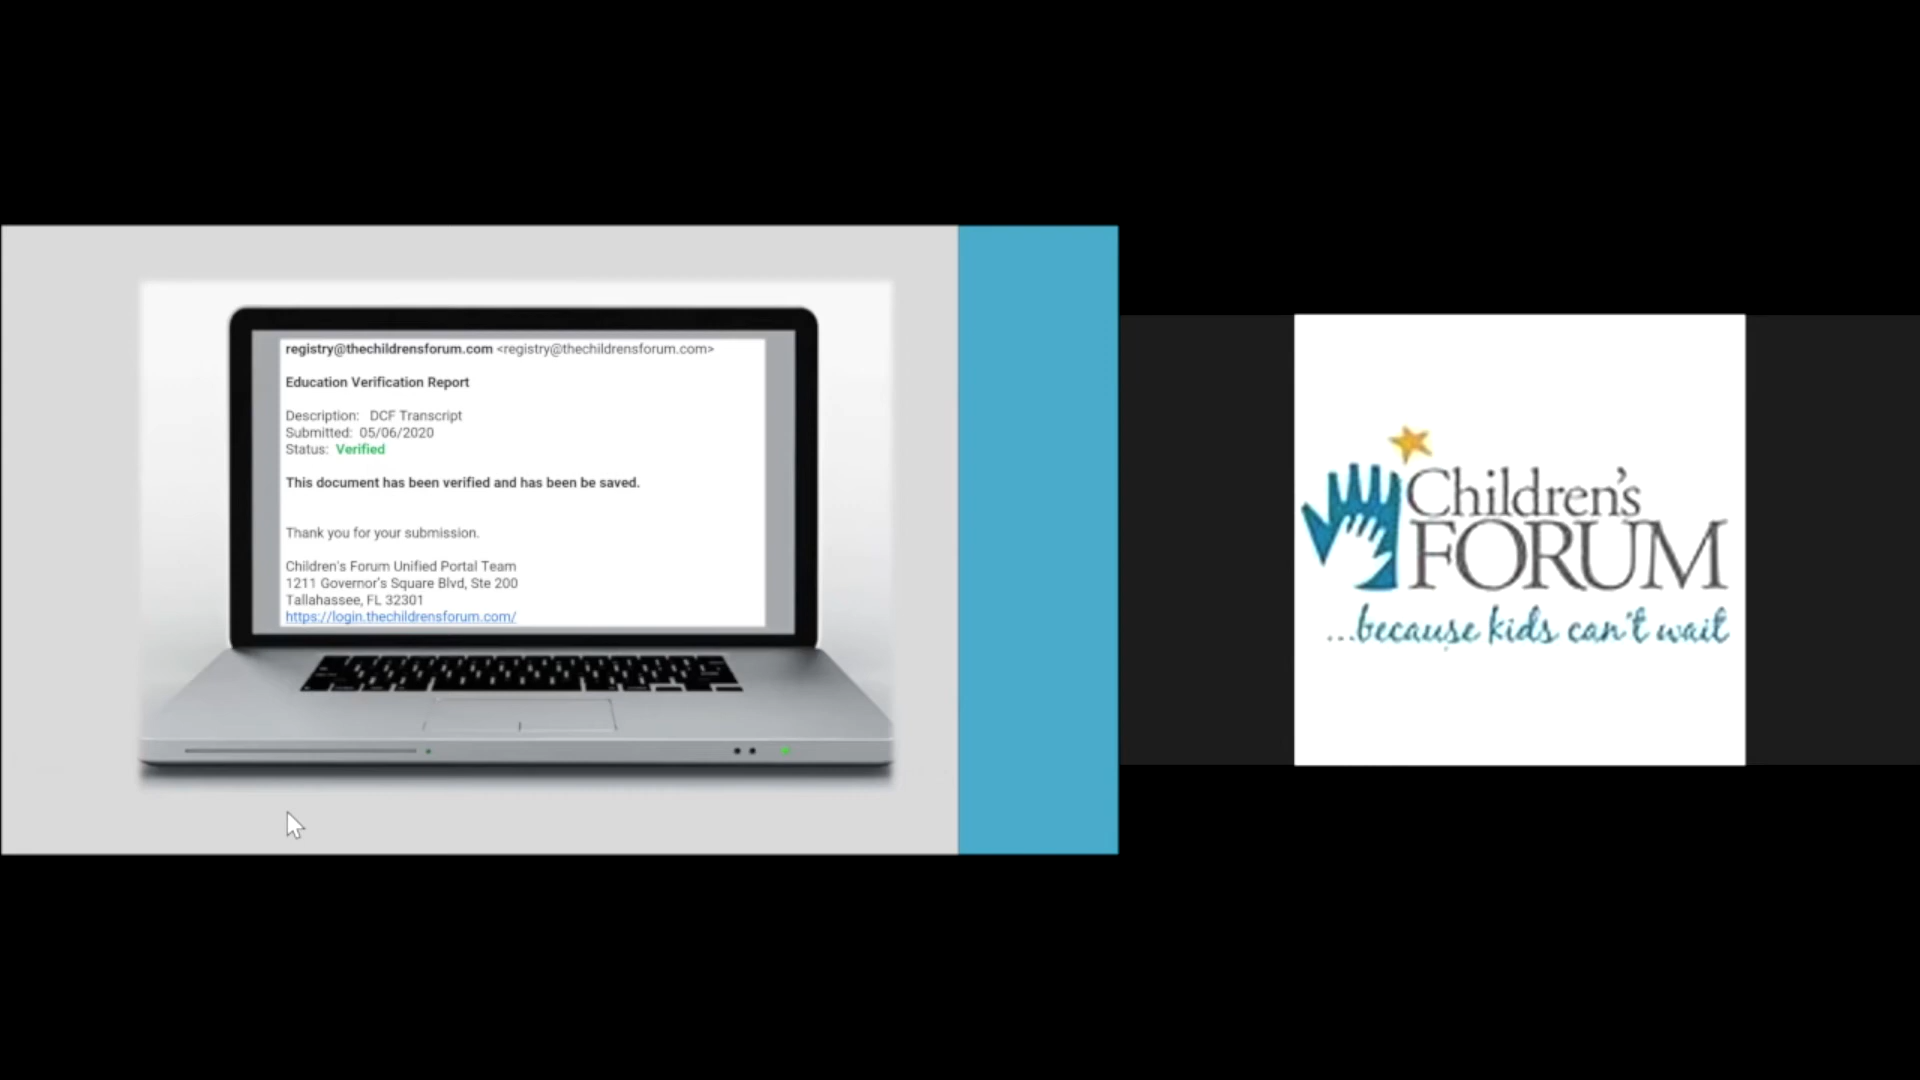 registry@thechildrensforum.com <registry@thechildrensforum.com>
Education Verification Report
Description: DCF Transcript
Submitted: 05/06/2020
Status: Verified
This document has been verified and has been be saved.
Thank you for your submission.
Children's Forum Unified Portal Team
1211 Governor's Square Blvd, Ste 200
Tallahassee, FL 32301
https://login.thechildrensforum.com/
Children's
FORUM
...because kids can't wait